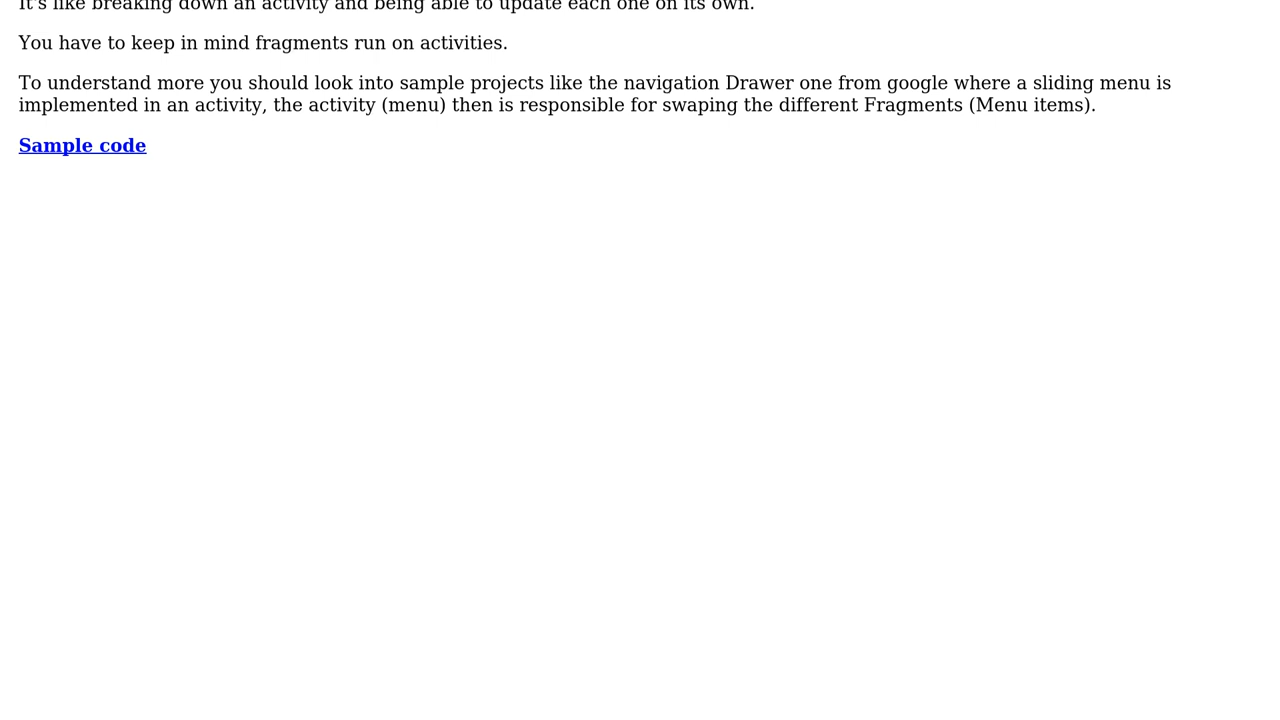 It's like breaking down an activity and being able to update each one on its own.
You have to keep in mind fragments run on activities.
To understand more you should look into sample projects like the navigation Drawer one from google where a sliding menu is
implemented in an activity, the activity (menu) then is responsible for swaping the different Fragments (Menu items).
Sample code